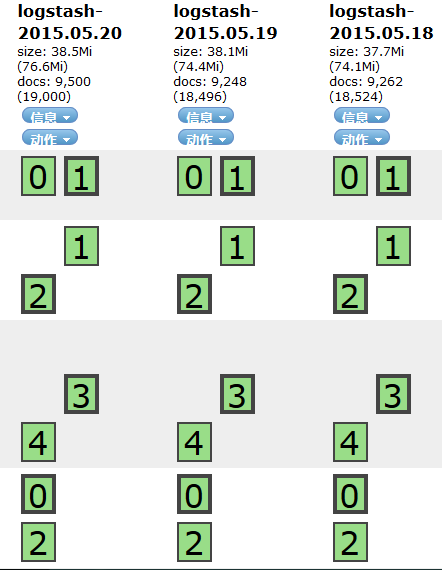 logstash-
2015.05.20
size: 38.5Mi
(76.6Mi)
docs: 9,500
(19,000)
信息
动作
logstash-
2015.05.19
size: 38.1Mi
(74.4Mi)
docs: 9,248
(18,496)
信息
动作
logstash-
2015.05.18
size: 37.7Mi
(74.1Mi)
docs: 9,262
(18,524)
信息
动作
0 1 0 1 0 1
1 1 1
2 2 2
3 3 3
4 4 4
0 0 0
2 2 2